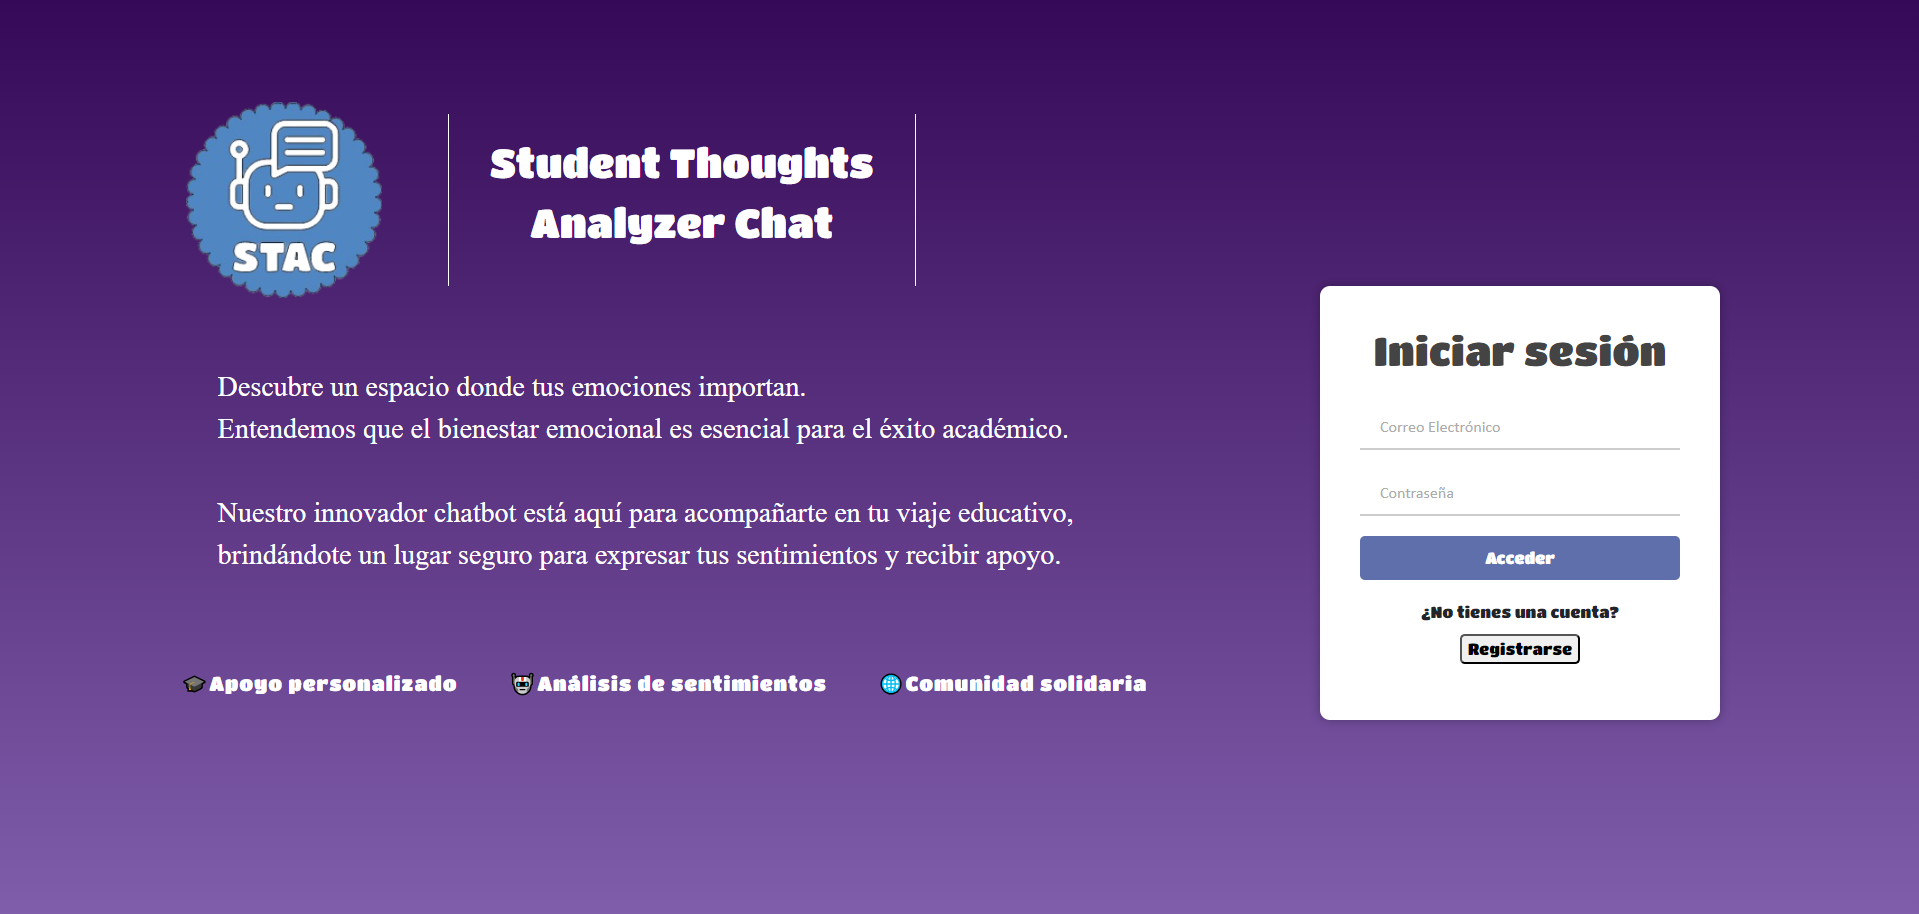 STAC
Student Thoughts
Analyzer Chat
Descubre un espacio donde tus emociones importan.
Entendemos que el bienestar emocional es esencial para el éxito académico.
Nuestro innovador chatbot está aquí para acompañarte en tu viaje educativo,
brindándote un lugar seguro para expresar tus sentimientos y recibir apoyo.
🎓Apoyo personalizado
🤖Análisis de sentimientos
🌐Comunidad solidaria
Iniciar sesión
Correo Electrónico
Contraseña
Acceder
¿No tienes una cuenta?
Registrarse